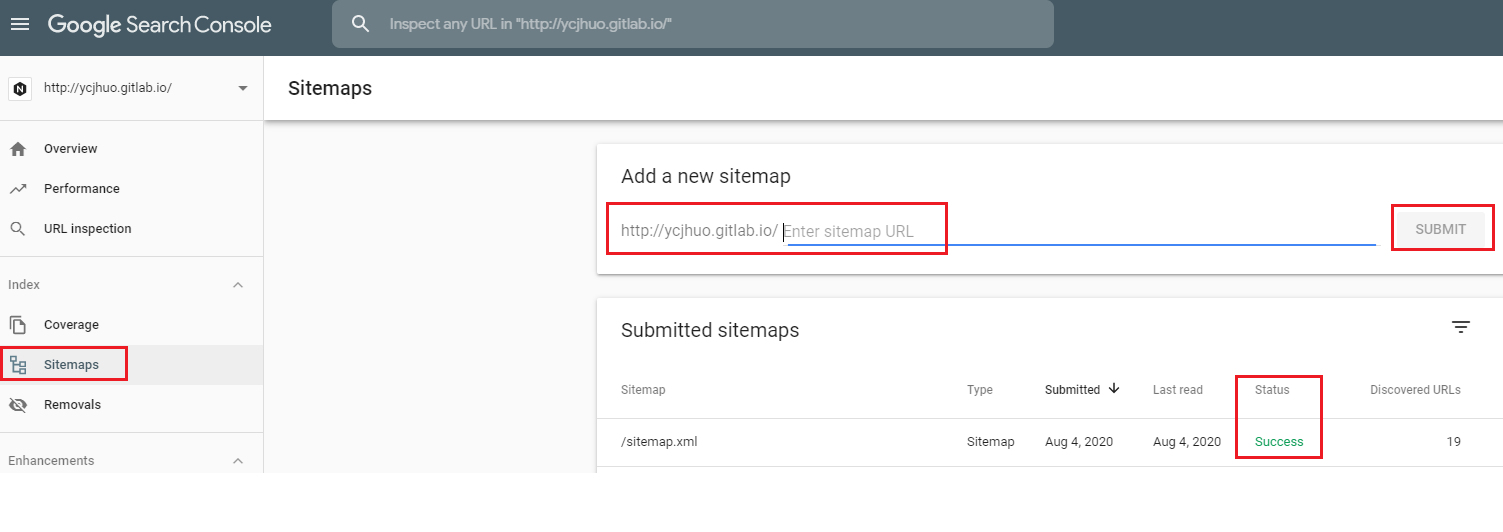 Google Search Console
Inspect any URL in "http://ycjhuo.gitlab.io/"
N
http://ycjhuo.gitlab.io/
Sitemaps
Overview
Performance
URL inspection
Index
Coverage
Sitemaps
Removals
Enhancements
Add a new sitemap
http://ycjhuo.gitlab.io/ Enter sitemap URL
SUBMIT
Submitted sitemaps
Sitemap Type Submitted Last read Status Discovered URLs
/sitemap.xml Sitemap Aug 4, 2020 Aug 4, 2020 Success 19